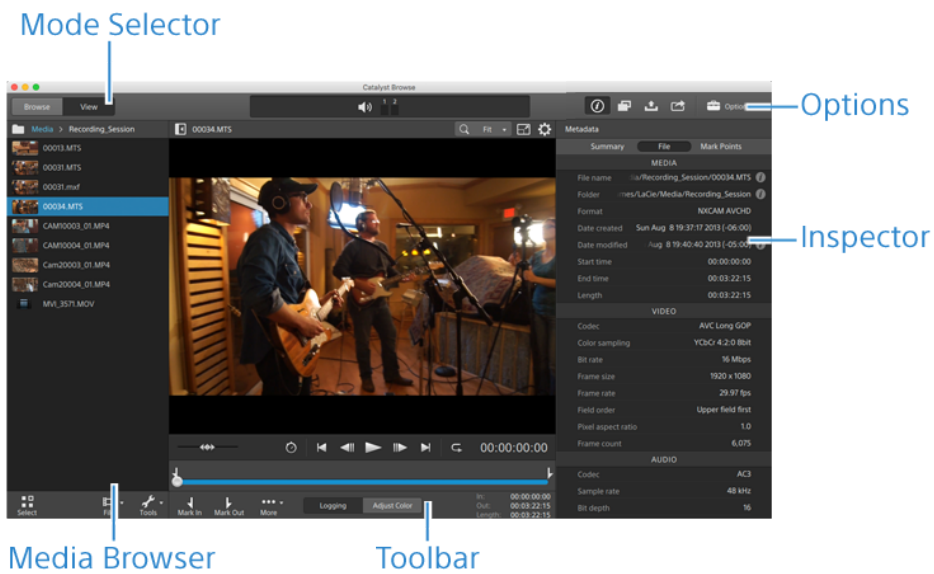 Mode Selector
Catalyst Browse
Browse View
1 2
Options
Media > Recording_Session
00034.MTS
Fit
Metadata
00013.MTS
00031.MTS
00031.mxf
00034.MTS
CAM10003_01.MP4
CAM10004_01.MP4
Cam20003_01.MP4
Cam20004_01.MP4
MVI_3571.MOV
Summary File Mark Points
MEDIA
File name /Recording_Session/00034.MTS
Folder /LaCie/Media/Recording_Session
Format NXCAM AVCHD
Date created Sun Aug 8 19:37:17 2013 (-06:00)
Date modified Aug 8 19:40:40 2013 (-05:00)
Start time 00:00:00:00
End time 00:03:22:15
Length 00:03:22:15
Inspector
VIDEO
Codec AVC Long GOP
Color sampling YCbCr 4:2:0 8bit
Bit rate 16 Mbps
Frame size 1920 x 1080
Frame rate 29.97 fps
Field order Upper field first
Pixel aspect ratio 1.0
Frame count 6,075
AUDIO
Codec AC3
Sample rate 48 kHz
Bit depth 16
00:00:00:00
Select
Tools
Mark In
Mark Out
More
Logging
Adjust Color
In: 00:00:00:00
Out: 00:03:22:15
Length: 00:03:22:15
Media Browser
Toolbar